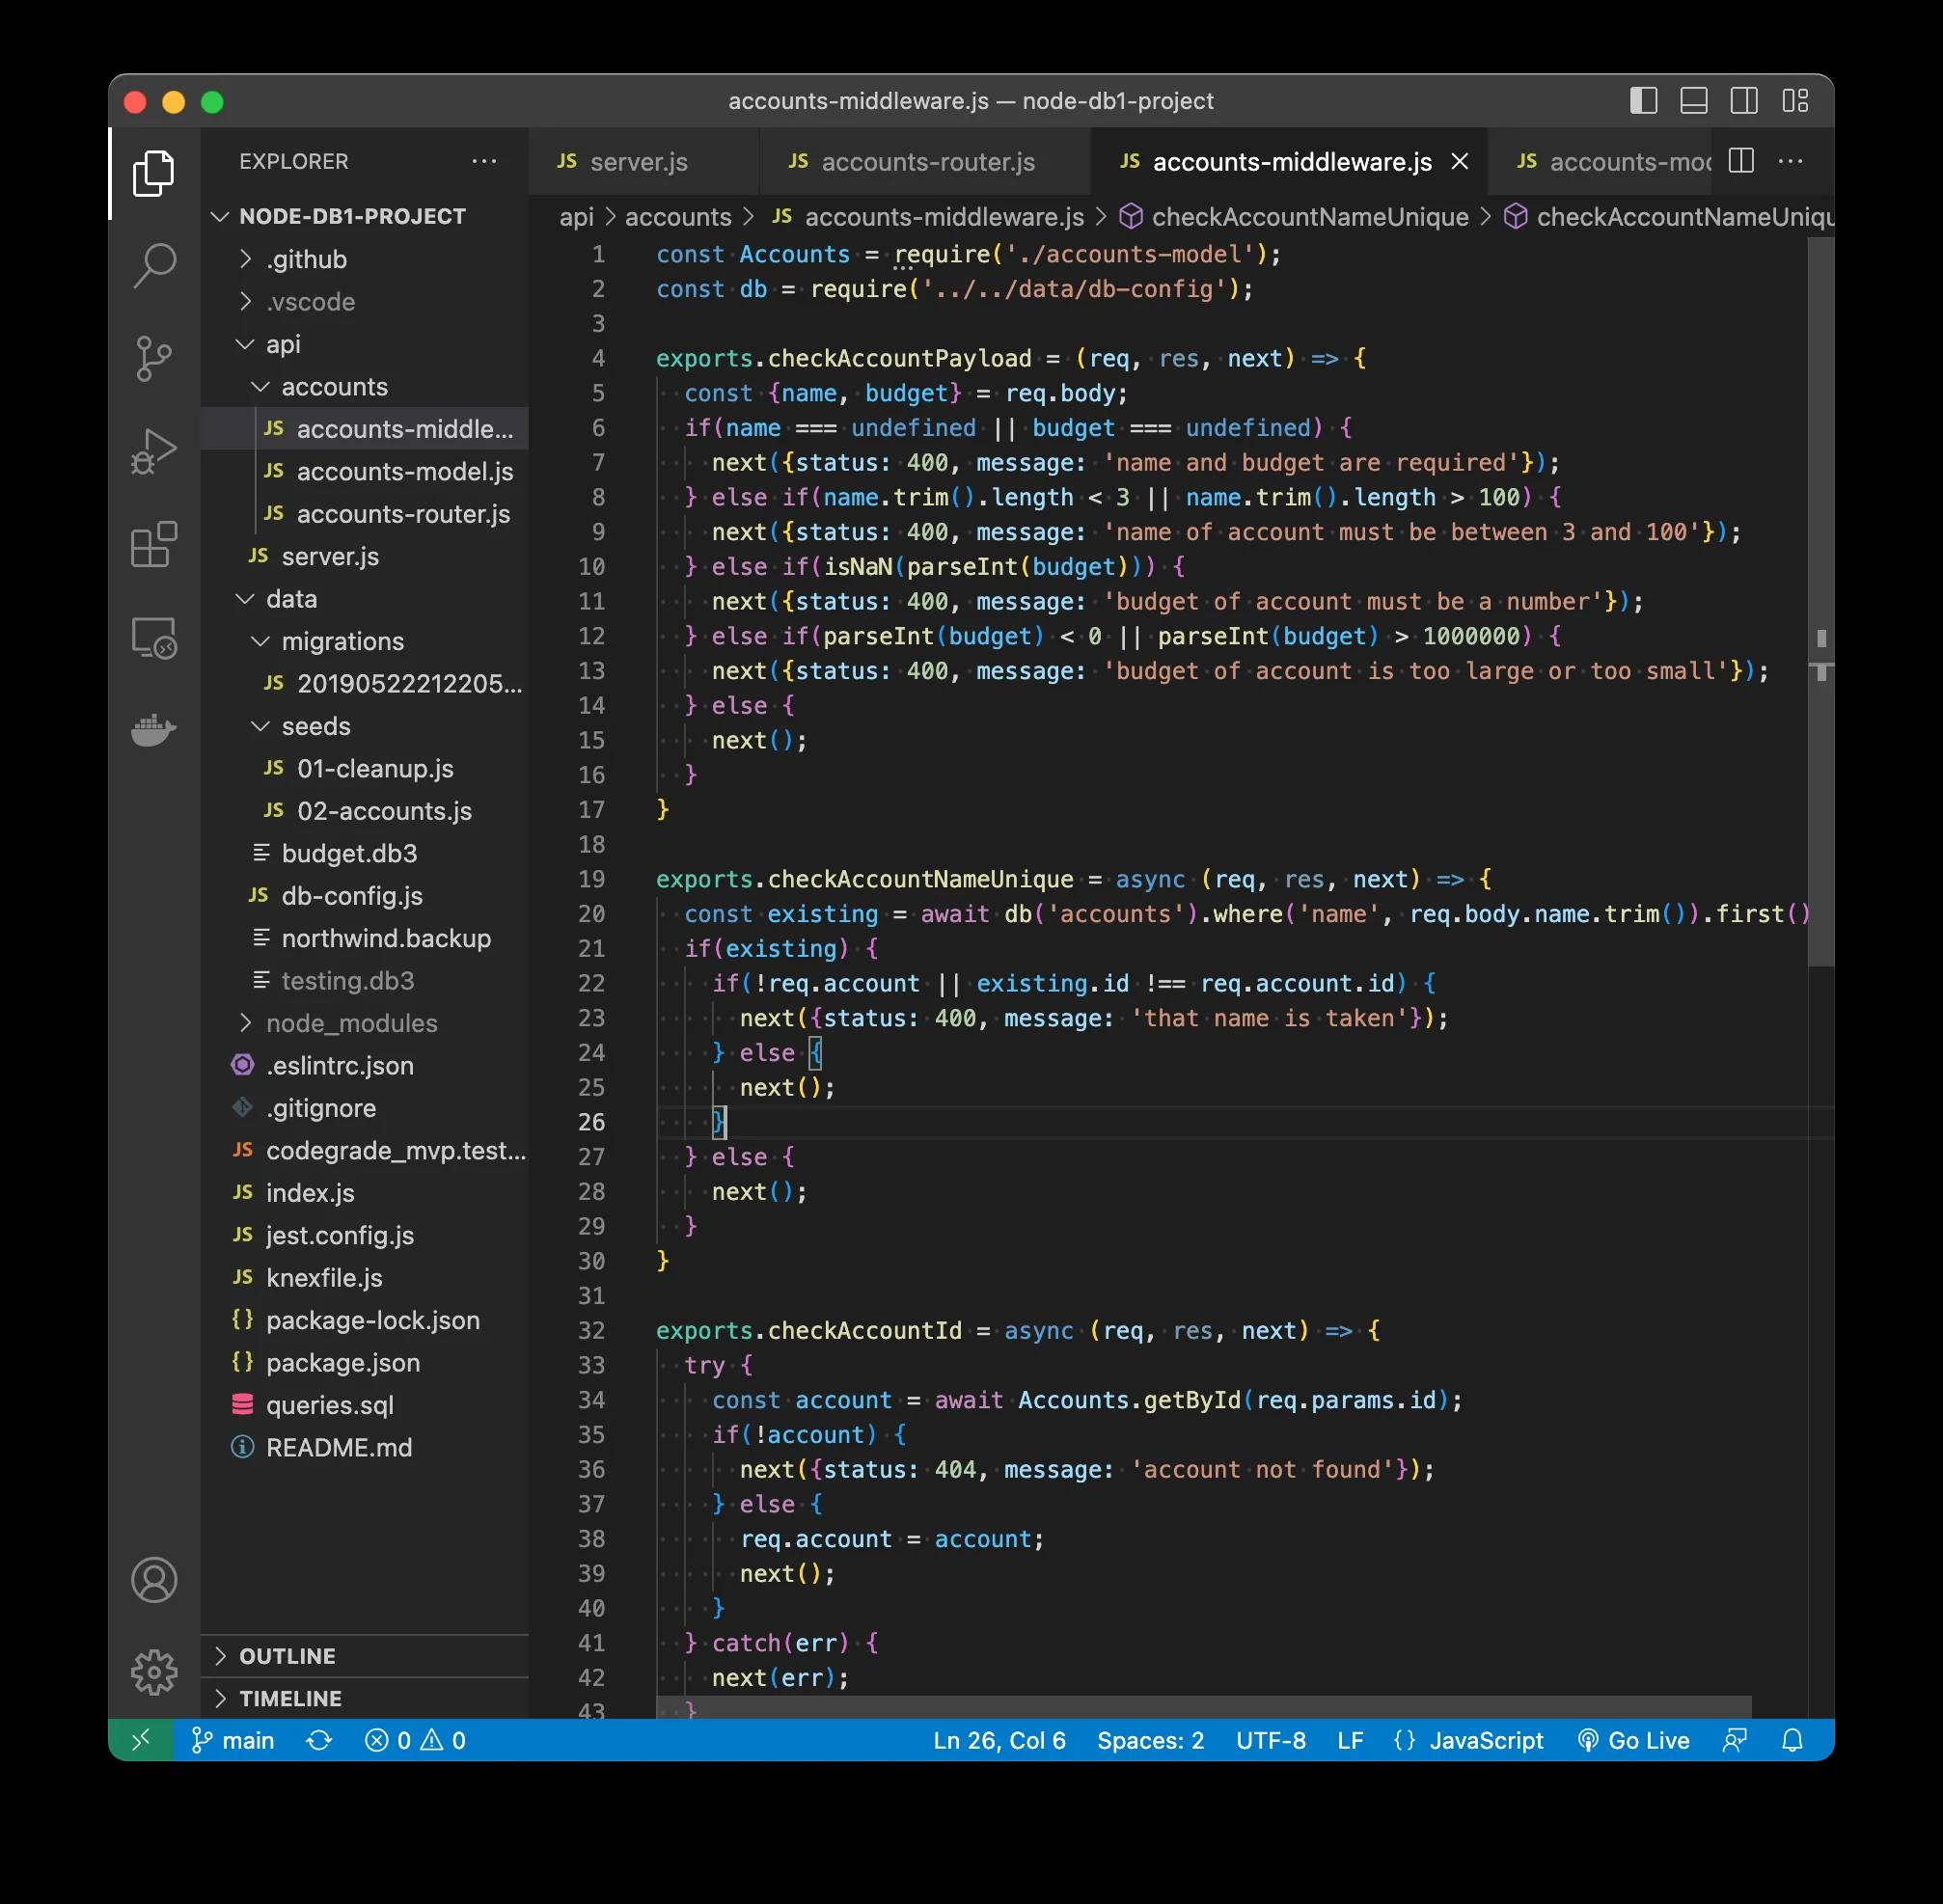 accounts-middleware.js — node-db1-project
EXPLORER
NODE-DB1-PROJECT
.github
.vscode
api
accounts
JS accounts-middle...
JS accounts-model.js
JS accounts-router.js
JS server.js
data
migrations
JS 20190522212205...
seeds
JS 01-cleanup.js
JS 02-accounts.js
budget.db3
JS db-config.js
northwind.backup
testing.db3
node_modules
.eslintrc.json
.gitignore
JS codegrade_mvp.test...
JS index.js
JS jest.config.js
JS knexfile.js
{} package-lock.json
{} package.json
queries.sql
README.md
OUTLINE
TIMELINE
JS server.js JS accounts-router.js JS accounts-middleware.js JS accounts-mod
api > accounts > JS accounts-middleware.js > checkAccountNameUnique > checkAccountNameUniqu
1 const Accounts = require('./accounts-model');
2 const db = require('../../data/db-config');
3
4 exports.checkAccountPayload = (req, res, next) => {
5   const {name, budget} = req.body;
6   if(name === undefined || budget === undefined) {
7     next({status: 400, message: 'name and budget are required'});
8   } else if(name.trim().length < 3 || name.trim().length > 100) {
9     next({status: 400, message: 'name of account must be between 3 and 100'});
10   } else if(isNaN(parseInt(budget))) {
11     next({status: 400, message: 'budget of account must be a number'});
12   } else if(parseInt(budget) < 0 || parseInt(budget) > 1000000) {
13     next({status: 400, message: 'budget of account is too large or too small'});
14   } else {
15     next();
16   }
17 }
18
19 exports.checkAccountNameUnique = async (req, res, next) => {
20   const existing = await db('accounts').where('name', req.body.name.trim()).first()
21   if(existing) {
22     if(!req.account || existing.id !== req.account.id) {
23       next({status: 400, message: 'that name is taken'});
24     } else {
25       next();
26     }
27   } else {
28     next();
29   }
30 }
31
32 exports.checkAccountId = async (req, res, next) => {
33   try {
34     const account = await Accounts.getById(req.params.id);
35     if(!account) {
36       next({status: 404, message: 'account not found'});
37     } else {
38       req.account = account;
39       next();
40     }
41   } catch(err) {
42     next(err);
43   }
main 0 0 Ln 26, Col 6 Spaces: 2 UTF-8 LF {} JavaScript Go Live